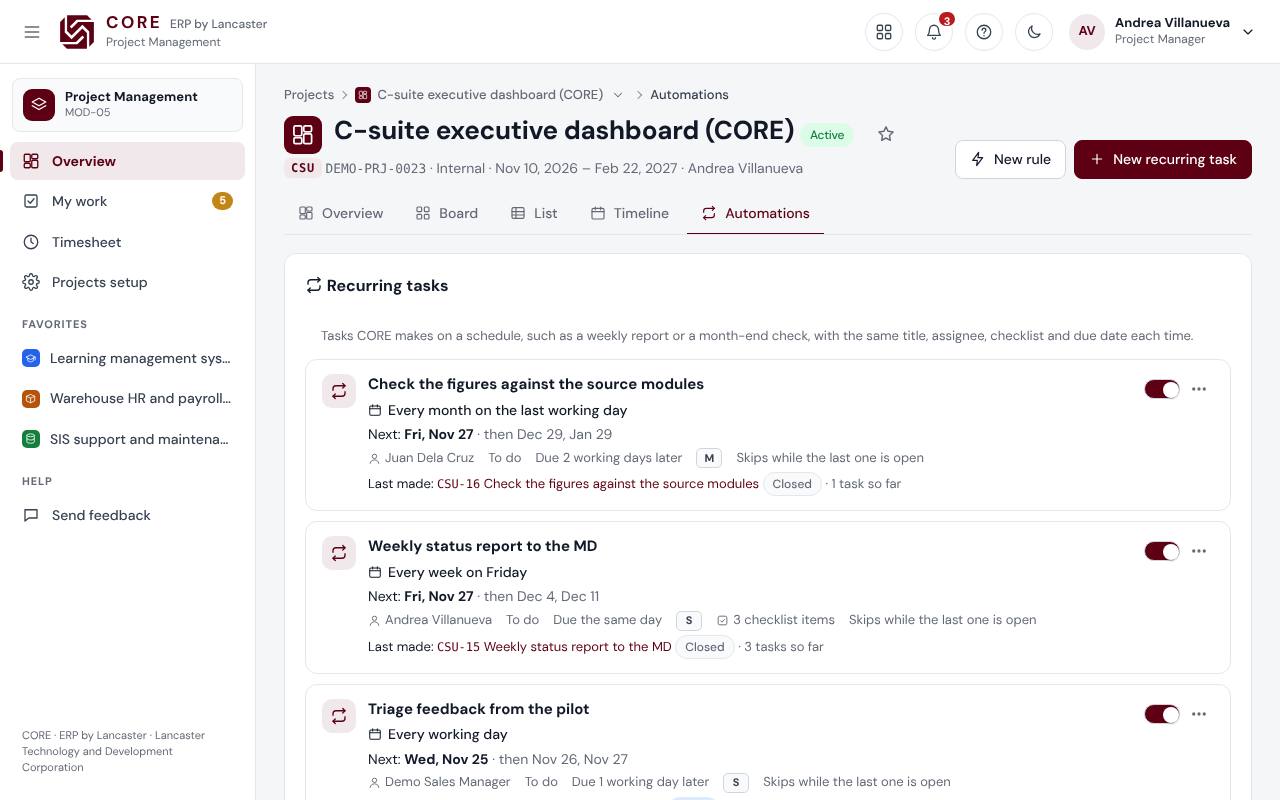 CORE ERP by Lancaster
Project Management
3
AV
Andrea Villanueva
Project Manager
Project Management
MOD-05
Overview
My work 5
Timesheet
Projects setup
FAVORITES
Learning management sys...
Warehouse HR and payroll...
SIS support and maintena...
HELP
Send feedback
CORE · ERP by Lancaster · Lancaster
Technology and Development
Corporation
Projects C-suite executive dashboard (CORE) Automations
C-suite executive dashboard (CORE) Active
CSU DEMO-PRJ-0023 · Internal · Nov 10, 2026 – Feb 22, 2027 · Andrea Villanueva
New rule
New recurring task
Overview Board List Timeline Automations
Recurring tasks
Tasks CORE makes on a schedule, such as a weekly report or a month-end check, with the same title, assignee, checklist and due date each time.
Check the figures against the source modules
Every month on the last working day
Next: Fri, Nov 27 · then Dec 29, Jan 29
Juan Dela Cruz To do Due 2 working days later M Skips while the last one is open
Last made: CSU-16 Check the figures against the source modules Closed · 1 task so far
Weekly status report to the MD
Every week on Friday
Next: Fri, Nov 27 · then Dec 4, Dec 11
Andrea Villanueva To do Due the same day S 3 checklist items Skips while the last one is open
Last made: CSU-15 Weekly status report to the MD Closed · 3 tasks so far
Triage feedback from the pilot
Every working day
Next: Wed, Nov 25 · then Nov 26, Nov 27
Demo Sales Manager To do Due 1 working day later S Skips while the last one is open